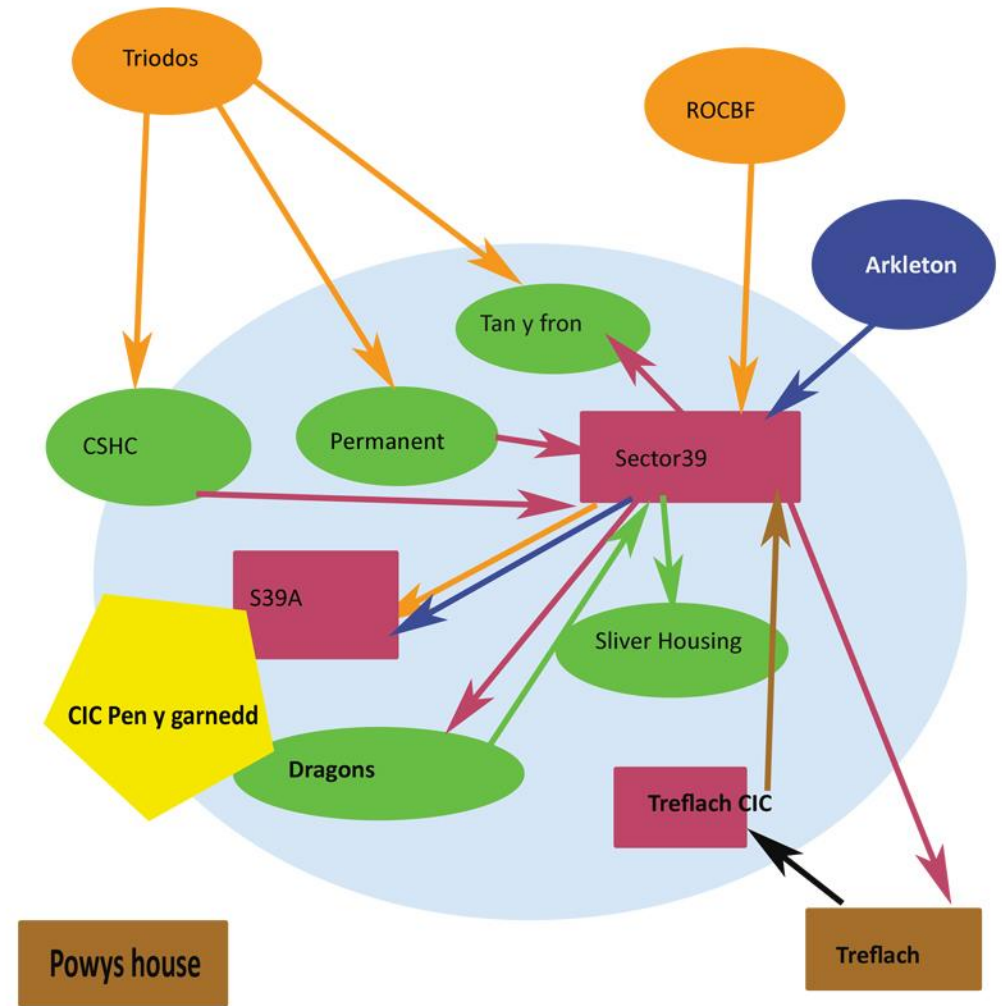 Triodos
ROCBF
Arkleton
Tan y fron
CSHC
Permanent
Sector39
S39A
Sliver Housing
CIC Pen y garnedd
Dragons
Treflach CIC
Powys house
Treflach